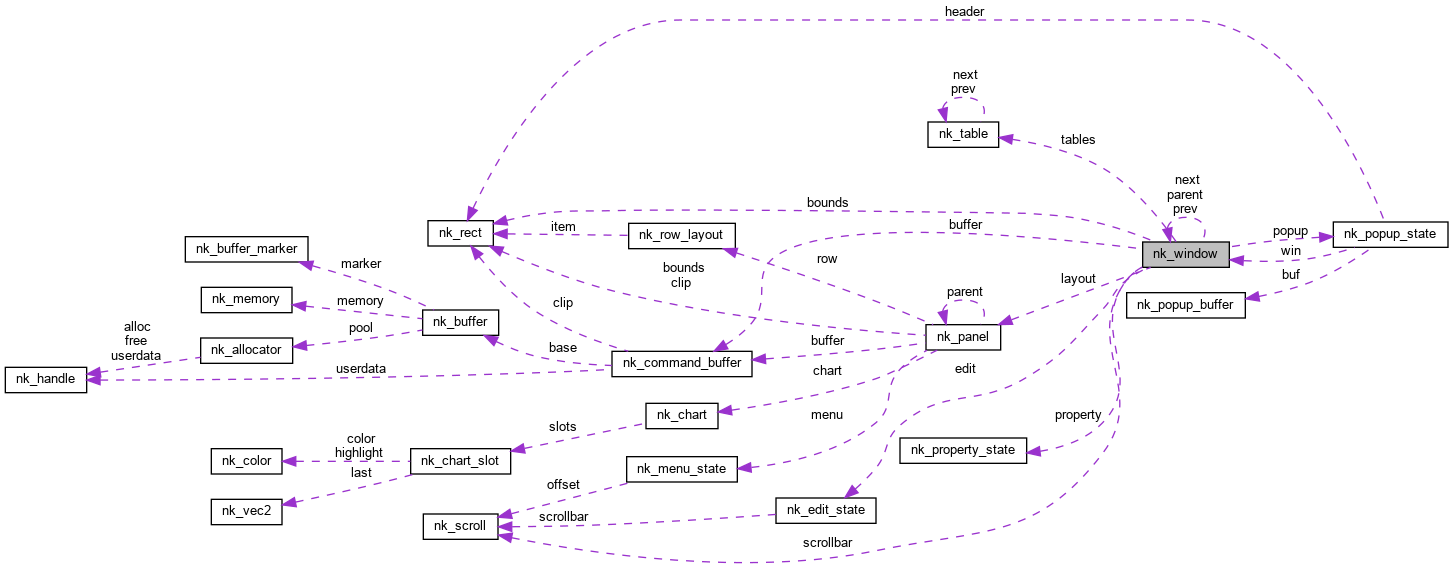 header
next
prev
nk_table
tables
next
parent
prev
bounds
nk_rect
item
nk_row_layout
buffer
nk_popup_state
popup
nk_buffer_marker
nk_window
win
row
marker
bounds
clip
layout
buf
nk_memory
memory
clip
parent
nk_popup_buffer
nk_buffer
pool
alloc
free
userdata
nk_allocator
base
buffer
nk_panel
nk_command_buffer
nk_handle
userdata
chart
edit
nk_chart
menu
property
slots
color
highlight
nk_property_state
nk_color
nk_chart_slot
last
nk_menu_state
offset
nk_vec2
nk_edit_state
scrollbar
nk_scroll
scrollbar